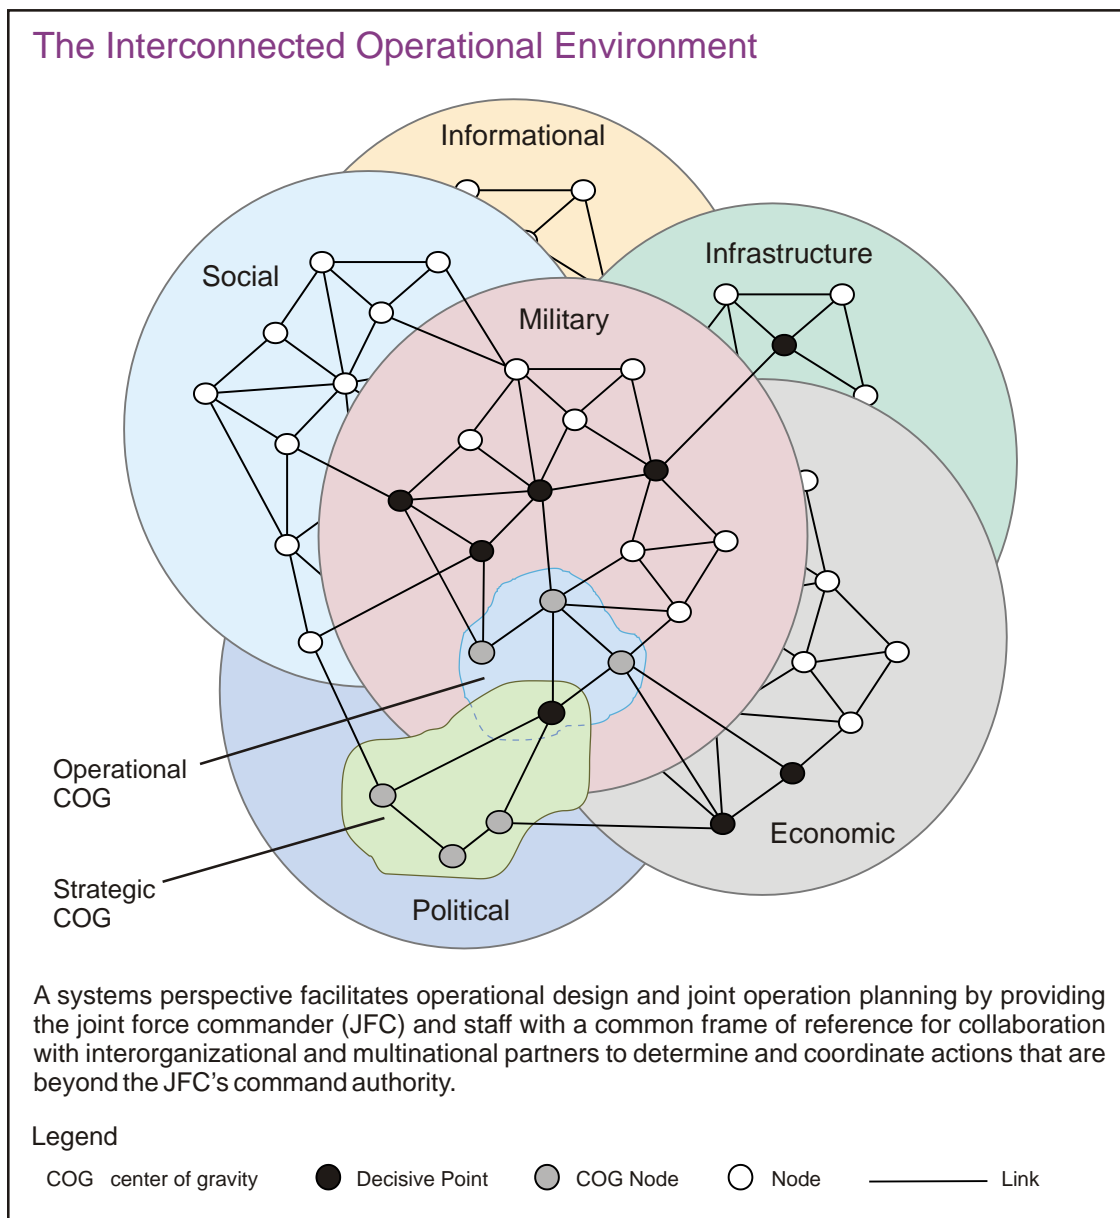 The Interconnected Operational Environment
Informational
Social
Infrastructure
Military
Operational
COG
Economic
Strategic
COG
Political
A systems perspective facilitates operational design and joint operation planning by providing
the joint force commander (JFC) and staff with a common frame of reference for collaboration
with interorganizational and multinational partners to determine and coordinate actions that are
beyond the JFC's command authority.
Legend
COG center of gravity Decisive Point COG Node Node Link